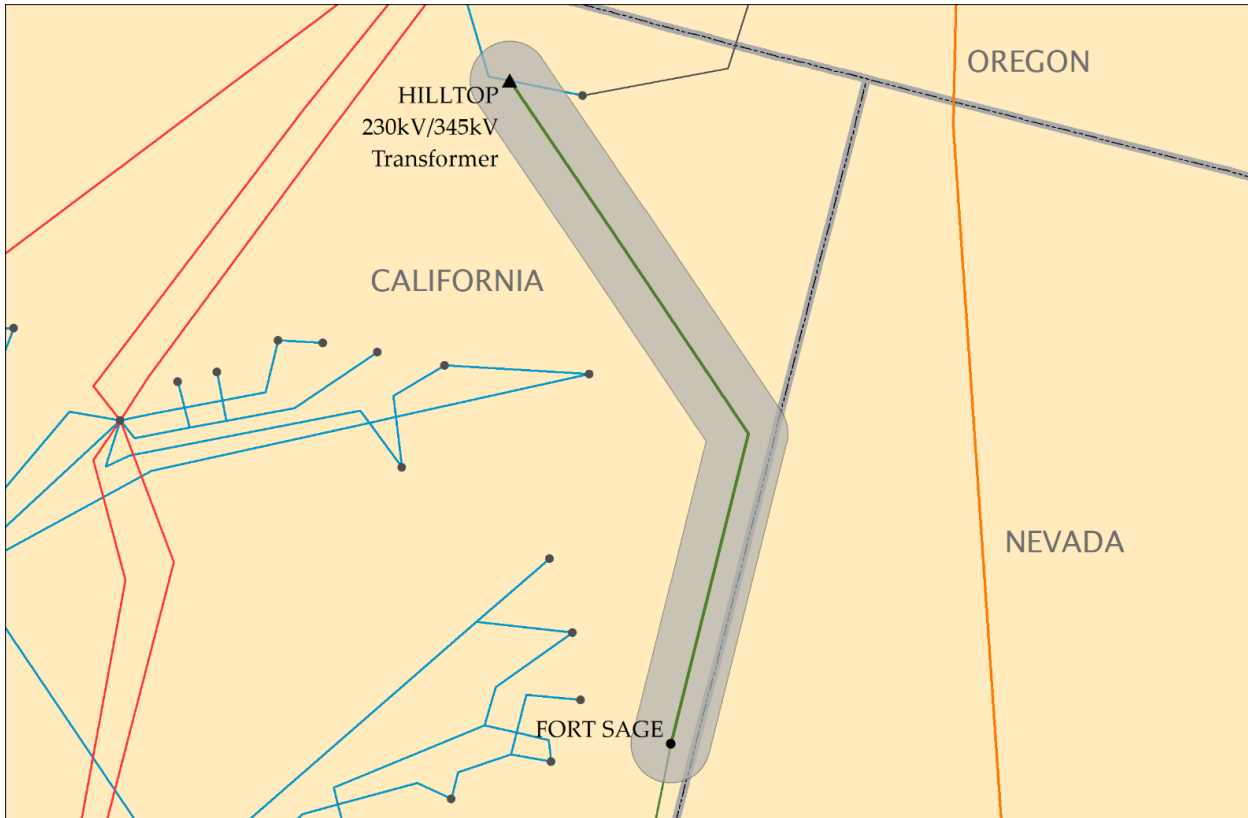 OREGON
HILLTOP
230kV/345kV
Transformer
CALIFORNIA
NEVADA
FORT SAGE